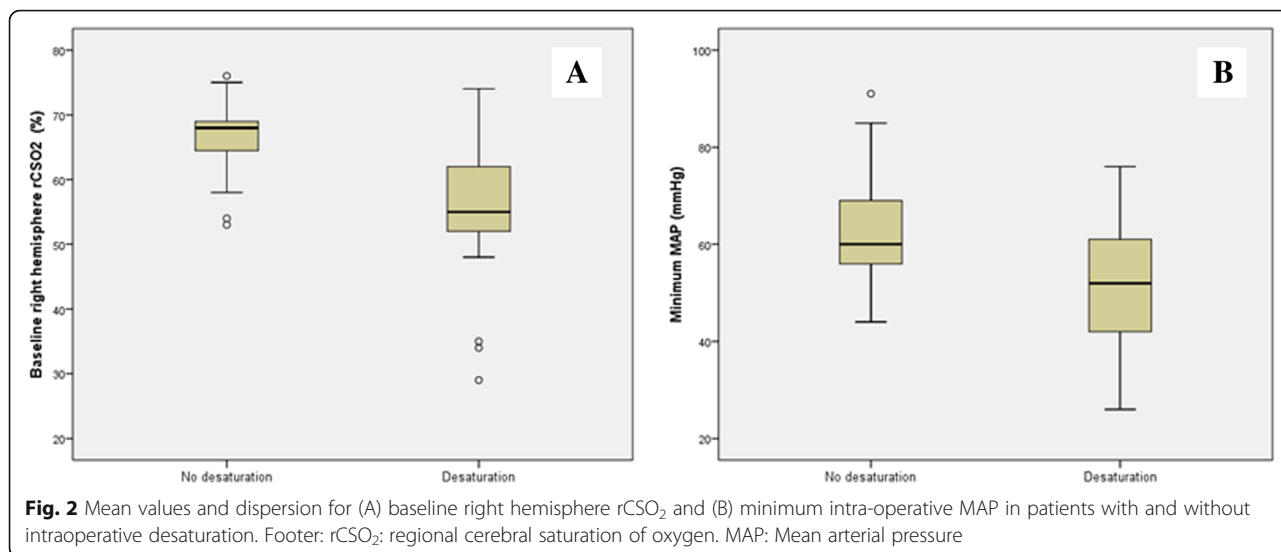 A
Baseline right hemisphere rCSO2 (%)
80
70
60
50
40
30
20
No desaturation
Desaturation
B
Minimum MAP (mmHg)
100
80
60
40
20
No desaturation
Desaturation
Fig. 2 Mean values and dispersion for (A) baseline right hemisphere rCSO₂ and (B) minimum intra-operative MAP in patients with and without
intraoperative desaturation. Footer: rCSO₂: regional cerebral saturation of oxygen. MAP: Mean arterial pressure